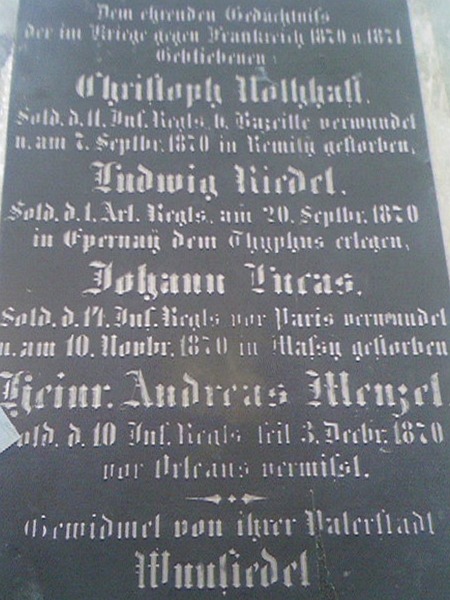 Dem ehrenden Gedächtniss
der im Kriege gegen Frankreich 1870 u. 1871
Gebliebenen:
Christoph Rothhaß.
Sold. d. 11. Inf. Regts. b. Bazeille verwundet
u. am 7. Septbr. 1870 in Remilly gestorben,
Ludwig Riedel.
Sold. d. 1. Art. Regts. am 20. Septbr. 1870
in Epernay dem Thyphus erlegen,
Johann Lucas.
Sold. d. 14. Inf. Regts vor Paris verwundet
u. am 10. Novbr. 1870 in Massy gestorben
Heinr. Andreas Menzel.
Sold. d. 10 Inf. Regts seit 3. Decbr. 1870
vor Orleans vermisst.
Gewidmet von ihrer Vaterstadt
Wunsiedel